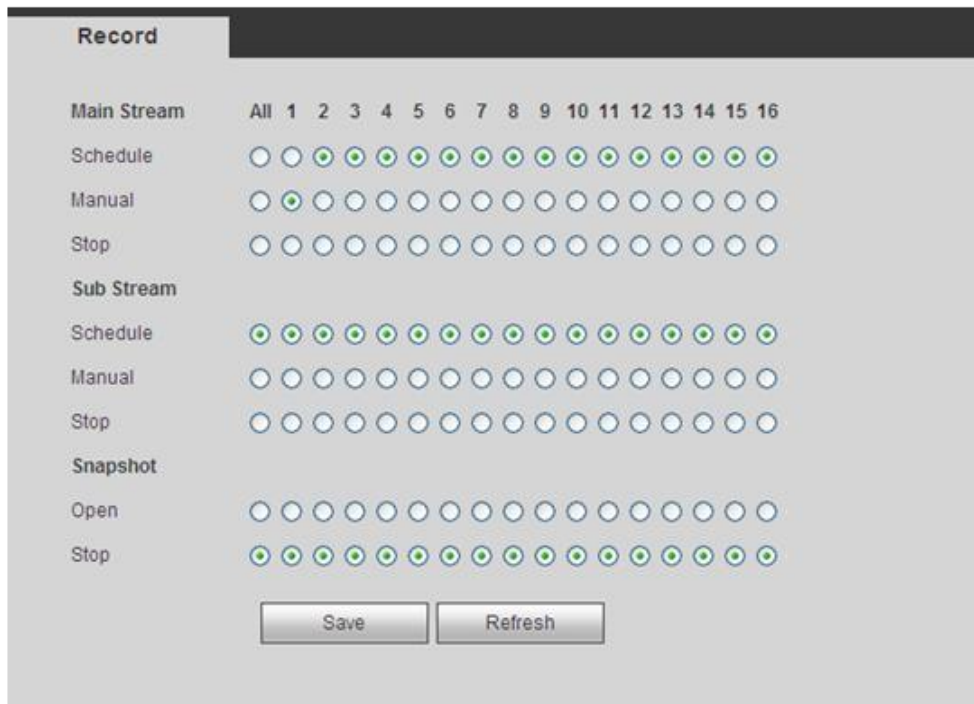 Record
Main Stream All 1 2 3 4 5 6 7 8 9 10 11 12 13 14 15 16
Schedule
Manual
Stop
Sub Stream
Schedule
Manual
Stop
Snapshot
Open
Stop
Save Refresh